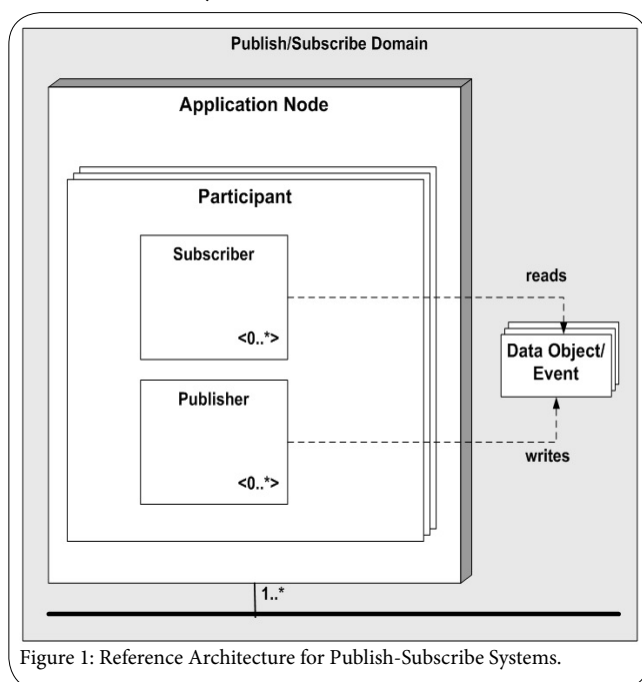 Publish/Subscribe Domain
Application Node
Participant
Subscriber
<0..*>
reads
Data Object/
Event
Publisher
<0..*>
writes
1..*
Figure 1: Reference Architecture for Publish-Subscribe Systems.